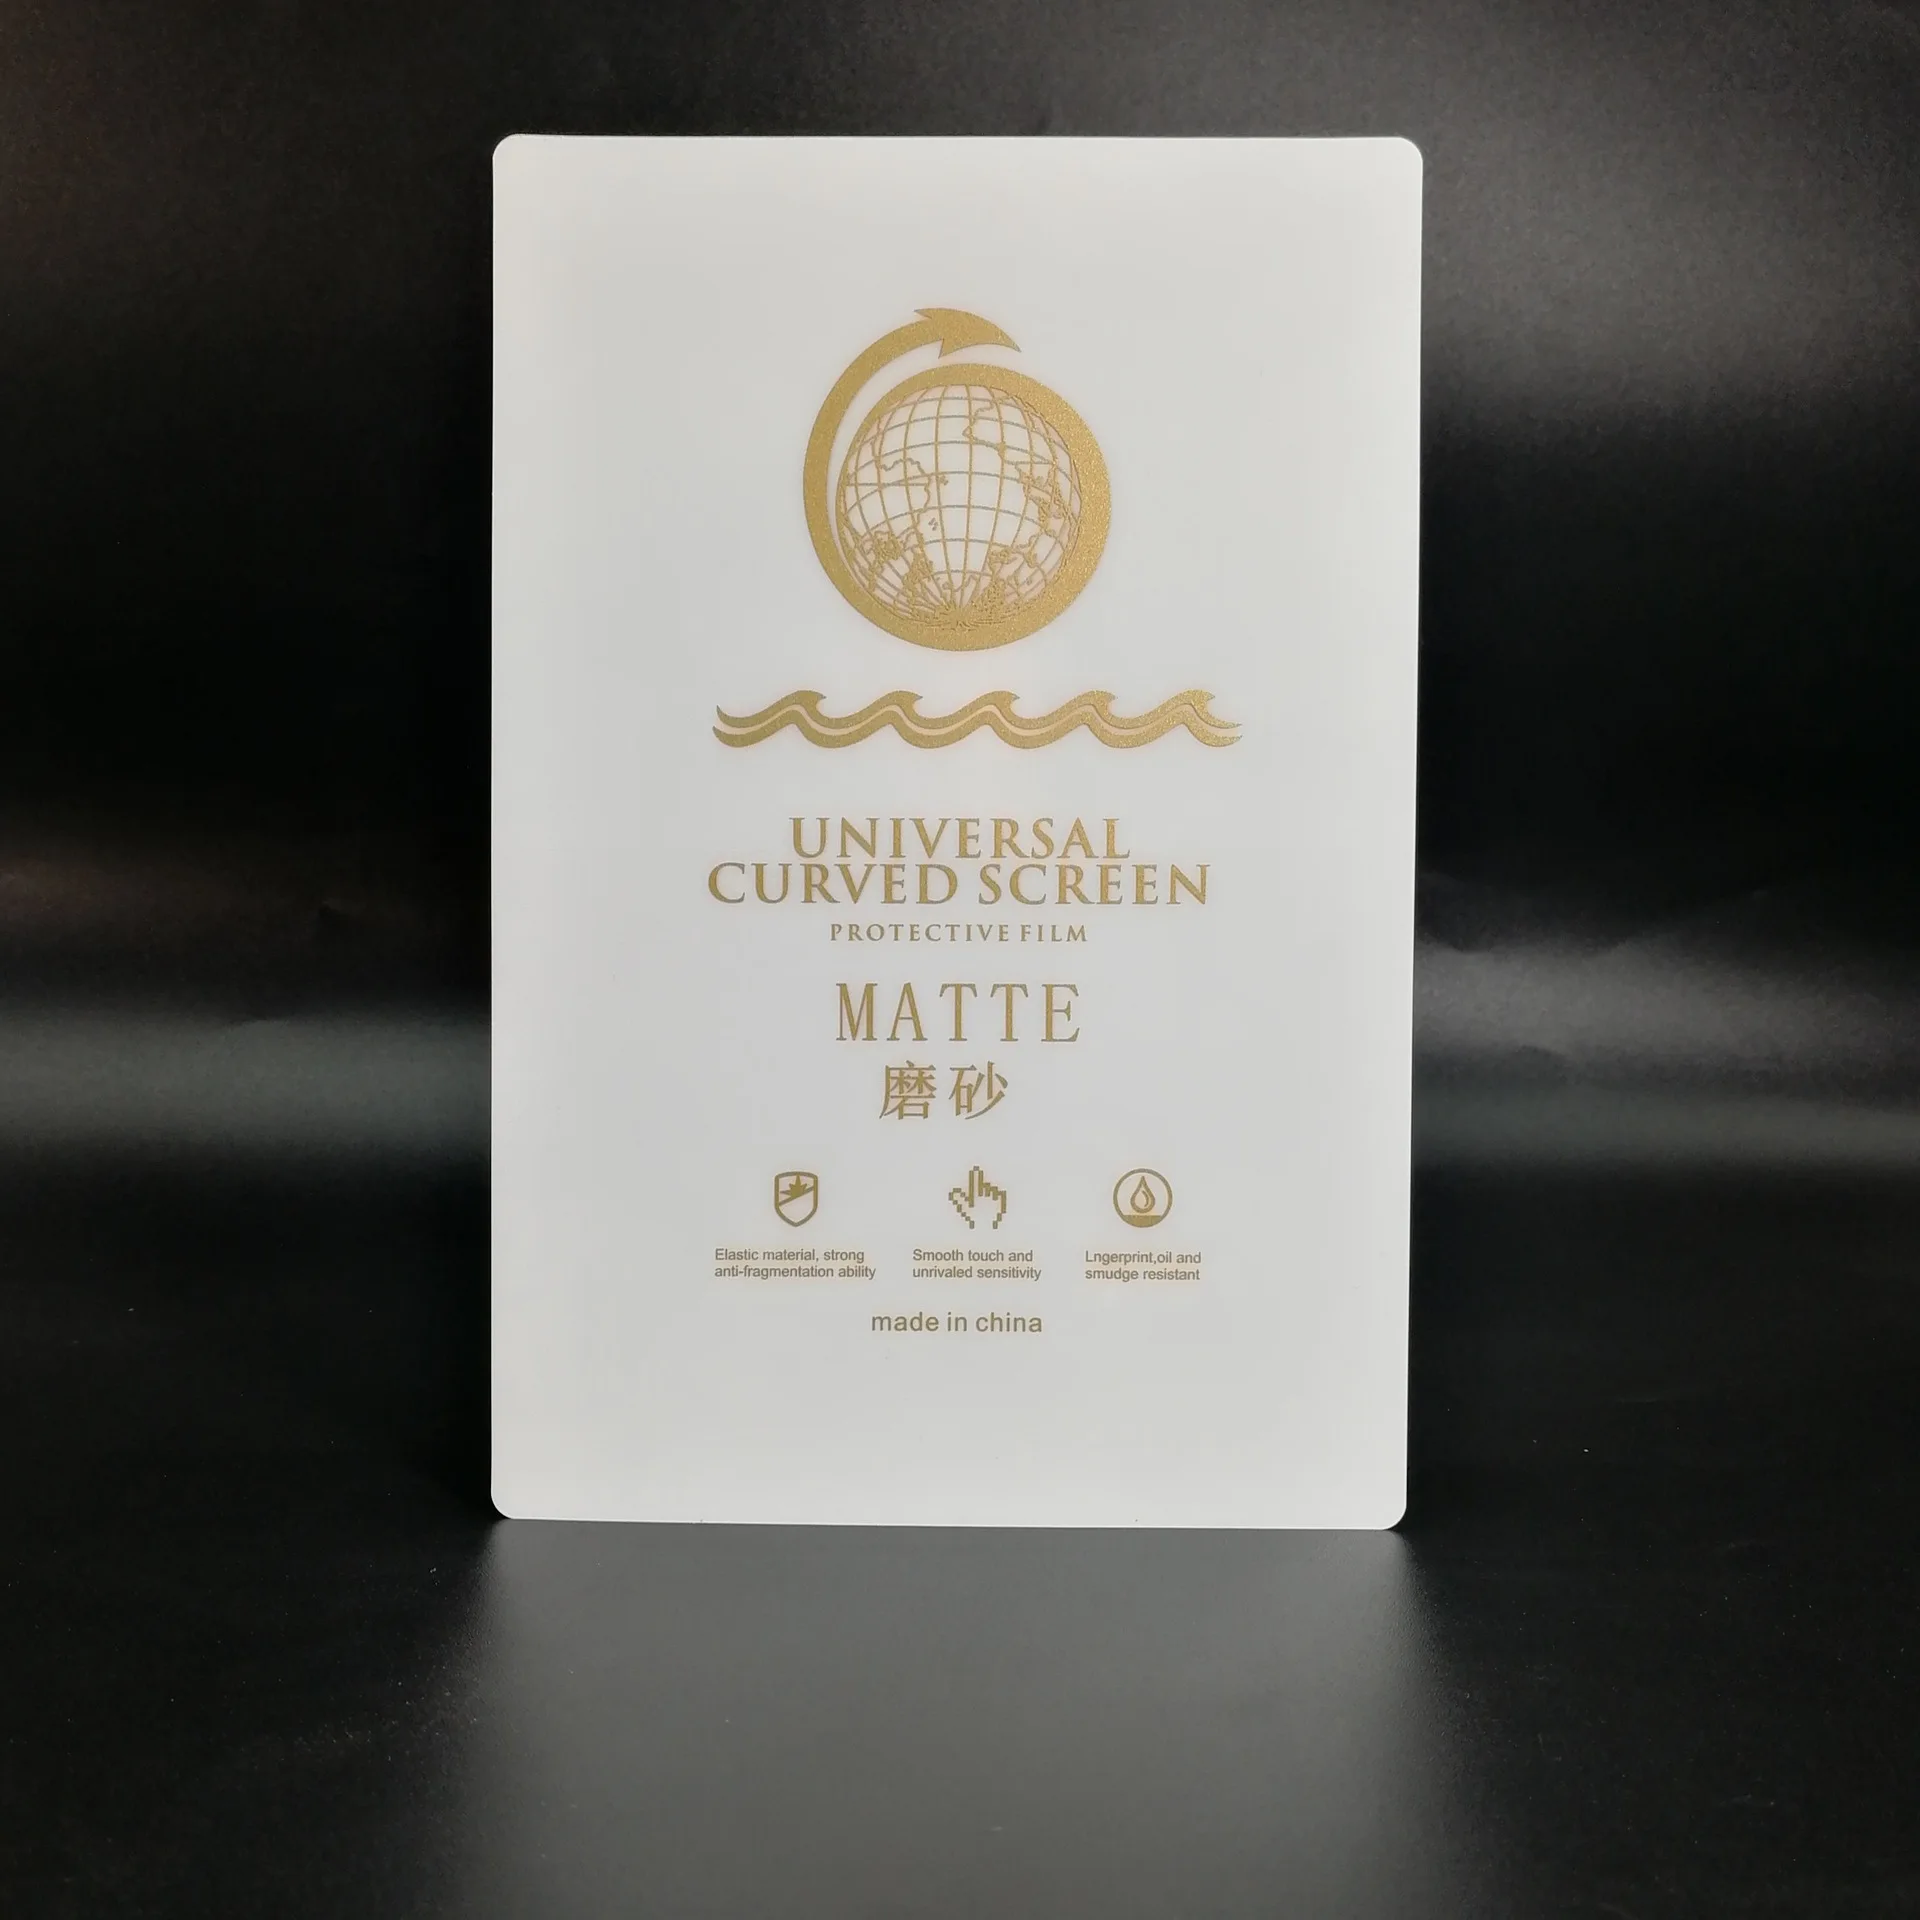 UNIVERSAL
CURVED SCREEN
PROTECTIVE FILM
MATTE
磨砂
Elastic material, strong
anti-fragmentation ability
Smooth touch and
unrivaled sensitivity
Lngerprint,oil and
smudge resistant
made in china